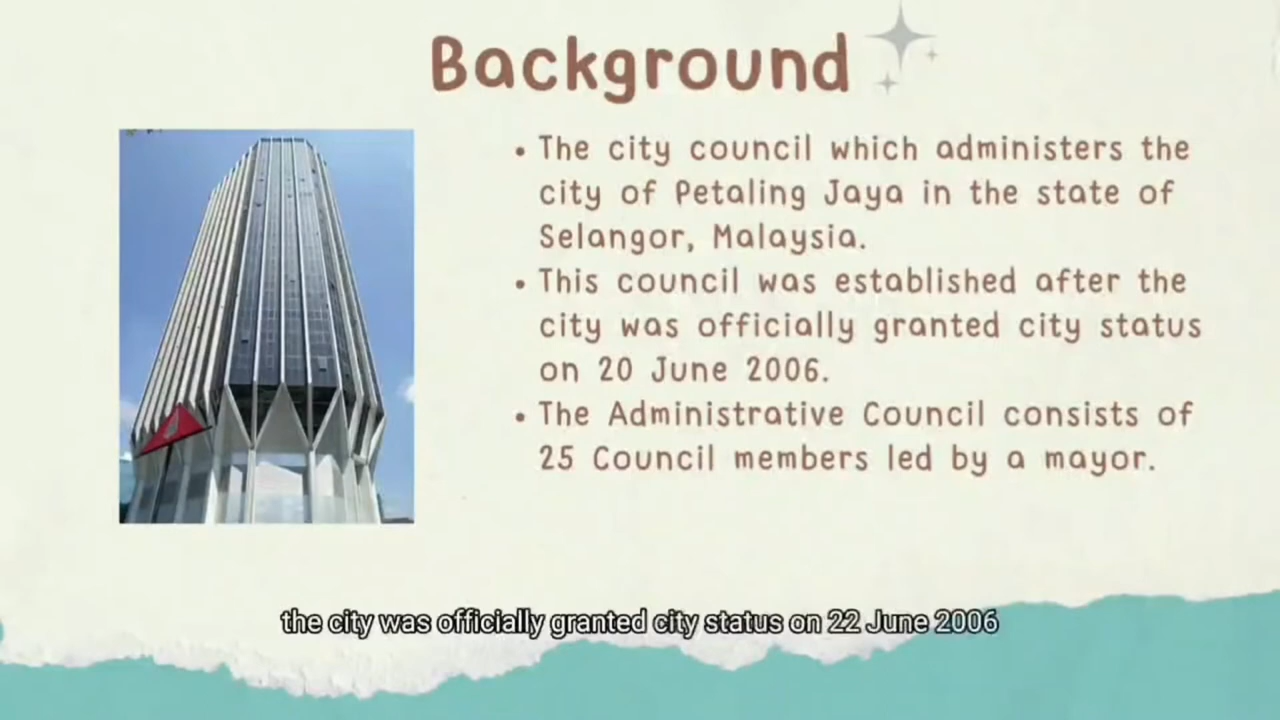 Background
• The city council which administers the
city of Petaling Jaya in the state of
Selangor, Malaysia.
• This council was established after the
city was officially granted city status
on 20 June 2006.
• The Administrative Council consists of
25 Council members led by a mayor.
the city was officially granted city status on 22 June 2006